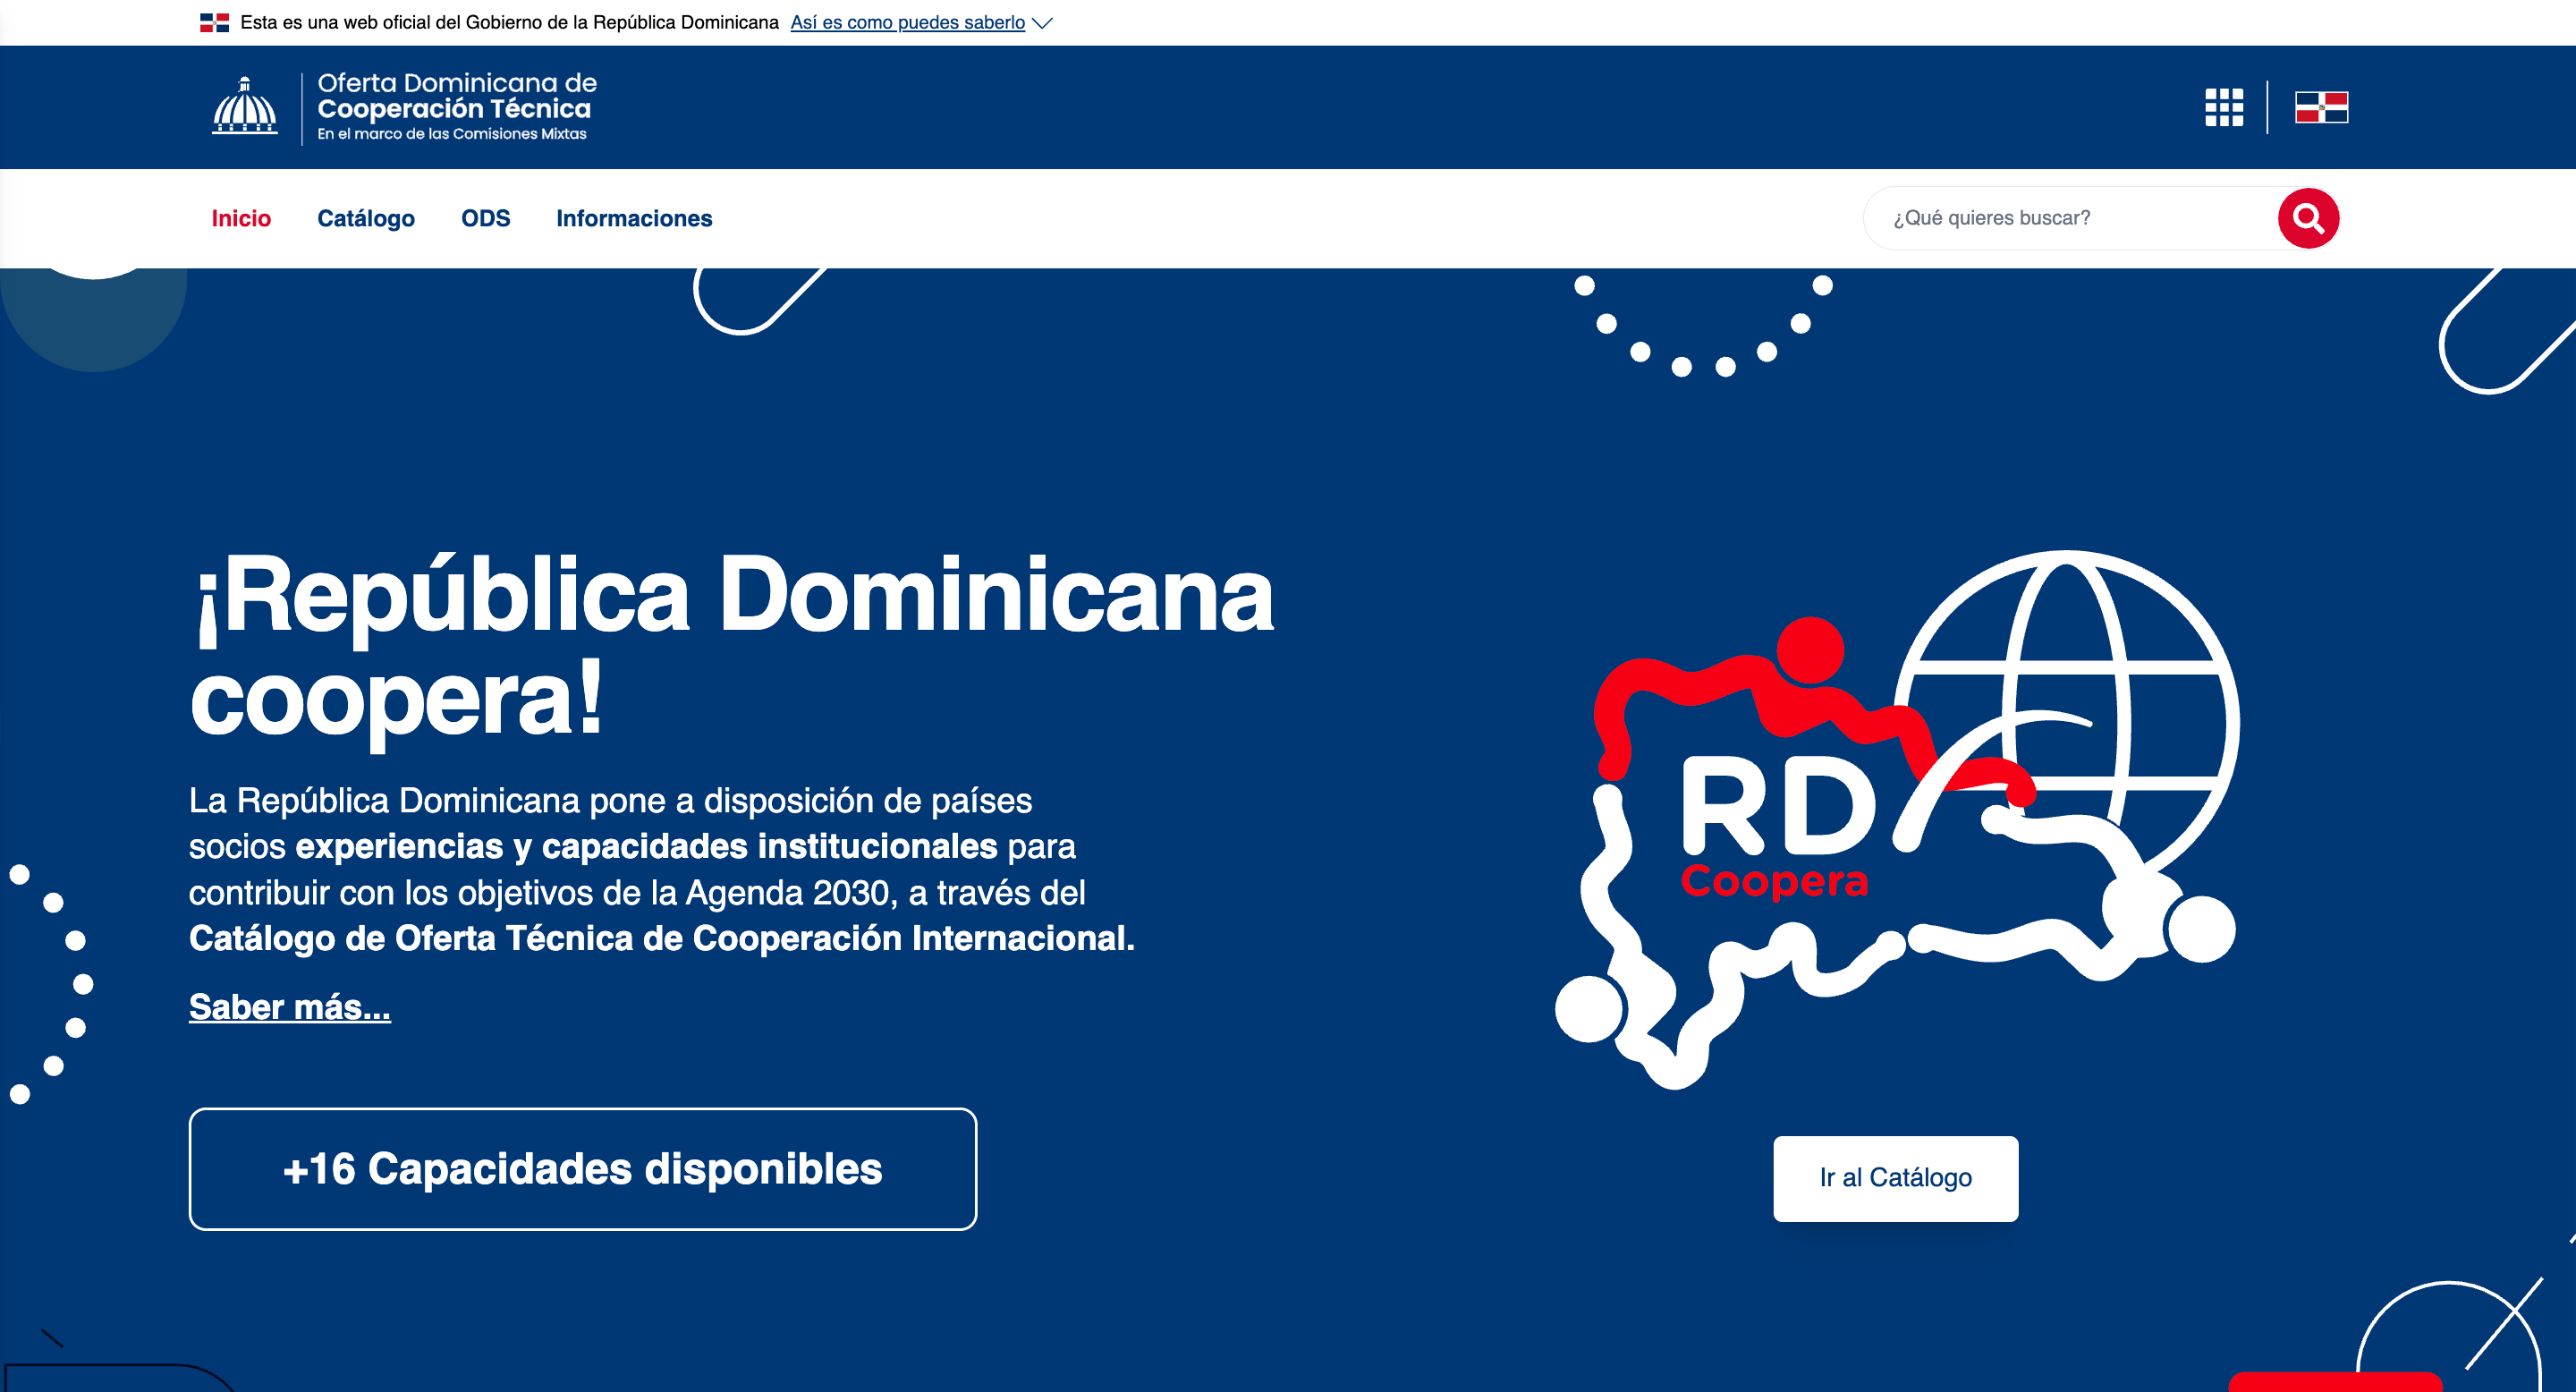 Esta es una web oficial del Gobierno de la República Dominicana Así es como puedes saberlo
Oferta Dominicana de
Cooperación Técnica
En el marco de las Comisiones Mixtas
Inicio Catálogo ODS Informaciones ¿Qué quieres buscar?
¡República Dominicana
coopera!
La República Dominicana pone a disposición de países
socios experiencias y capacidades institucionales para
contribuir con los objetivos de la Agenda 2030, a través del
Catálogo de Oferta Técnica de Cooperación Internacional.
Saber más...
+16 Capacidades disponibles
RD
Coopera
Ir al Catálogo